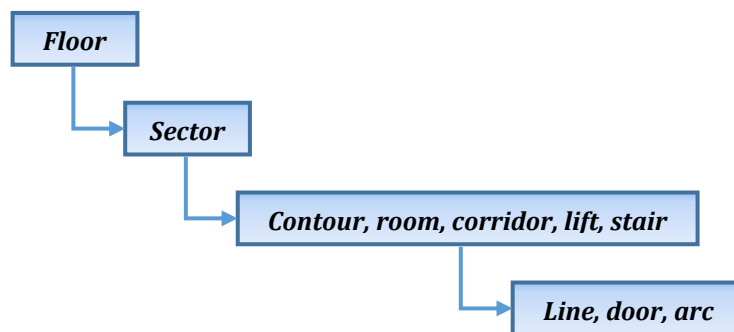 Floor
Sector
Contour, room, corridor, lift, stair
Line, door, arc